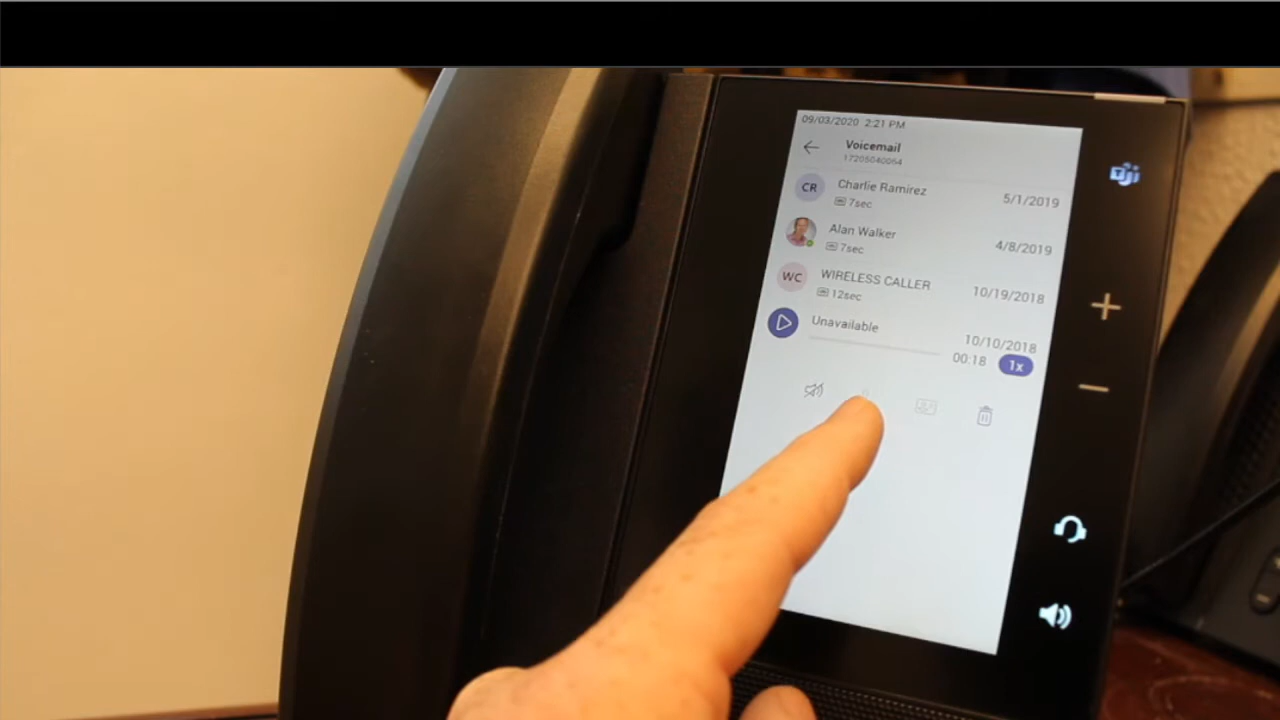 09/03/2020 2:21 PM
Voicemail
17205040064
CR Charlie Ramirez 5/1/2019
7sec
Alan Walker 4/8/2019
7sec
WC WIRELESS CALLER 10/19/2018
12sec
Unavailable 10/10/2018
00:18 1x